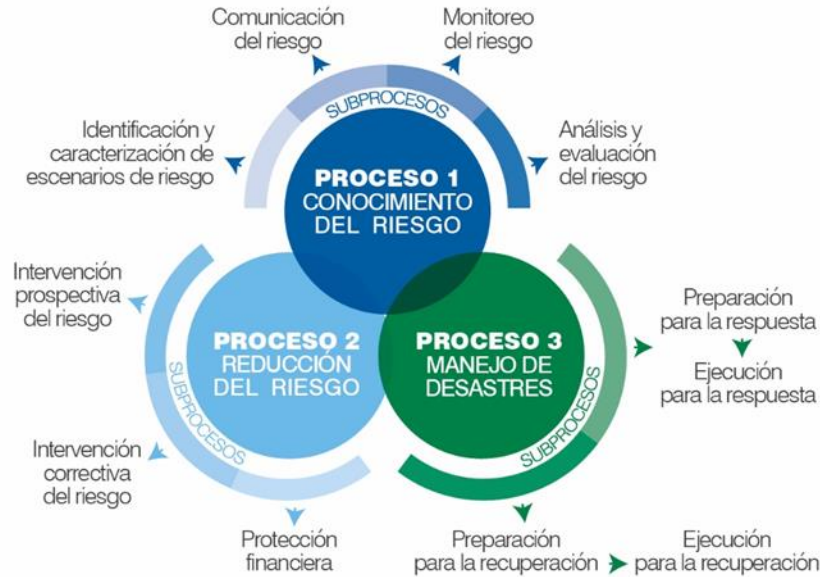 Comunicación
del riesgo
Monitoreo
del riesgo
SUBPROCESOS
Identificación y
caracterización de
escenarios de riesgo
Análisis y
evaluación
del riesgo
PROCESO 1
CONOCIMIENTO
DEL RIESGO
Intervención
prospectiva
del riesgo
PROCESO 2
REDUCCIÓN
DEL RIESGO
SUBPROCESOS
Intervención
correctiva
del riesgo
Protección
financiera
PROCESO 3
MANEJO DE
DESASTRES
SUBPROCESOS
Preparación
para la respuesta
Ejecución
para la respuesta
Preparación
para la recuperación
Ejecución
para la recuperación